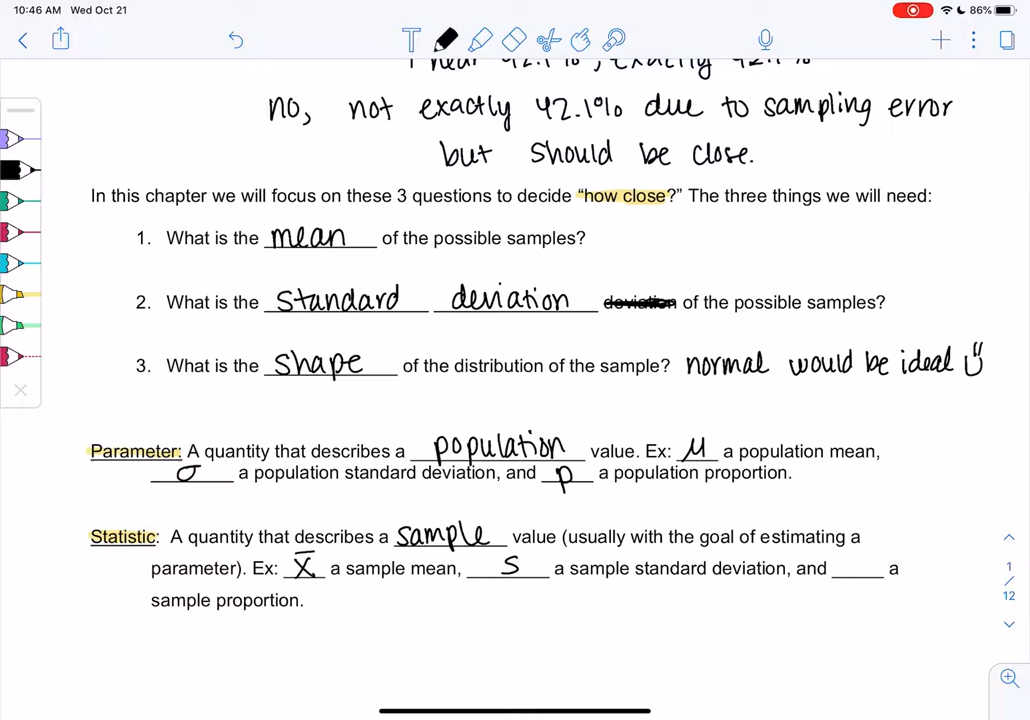 10:46 AM Wed Oct 21
86%
no, not exactly 42.1% due to sampling error
but should be close.
In this chapter we will focus on these 3 questions to decide “how close?” The three things we will need:
1. What is the mean of the possible samples?
2. What is the standard deviation deviation of the possible samples?
3. What is the shape of the distribution of the sample? normal would be ideal
Parameter: A quantity that describes a population value. Ex: μ a population mean,
σ a population standard deviation, and p a population proportion.
Statistic: A quantity that describes a sample value (usually with the goal of estimating a
parameter). Ex: x̄ a sample mean, s a sample standard deviation, and _____ a
sample proportion.
1
/
12